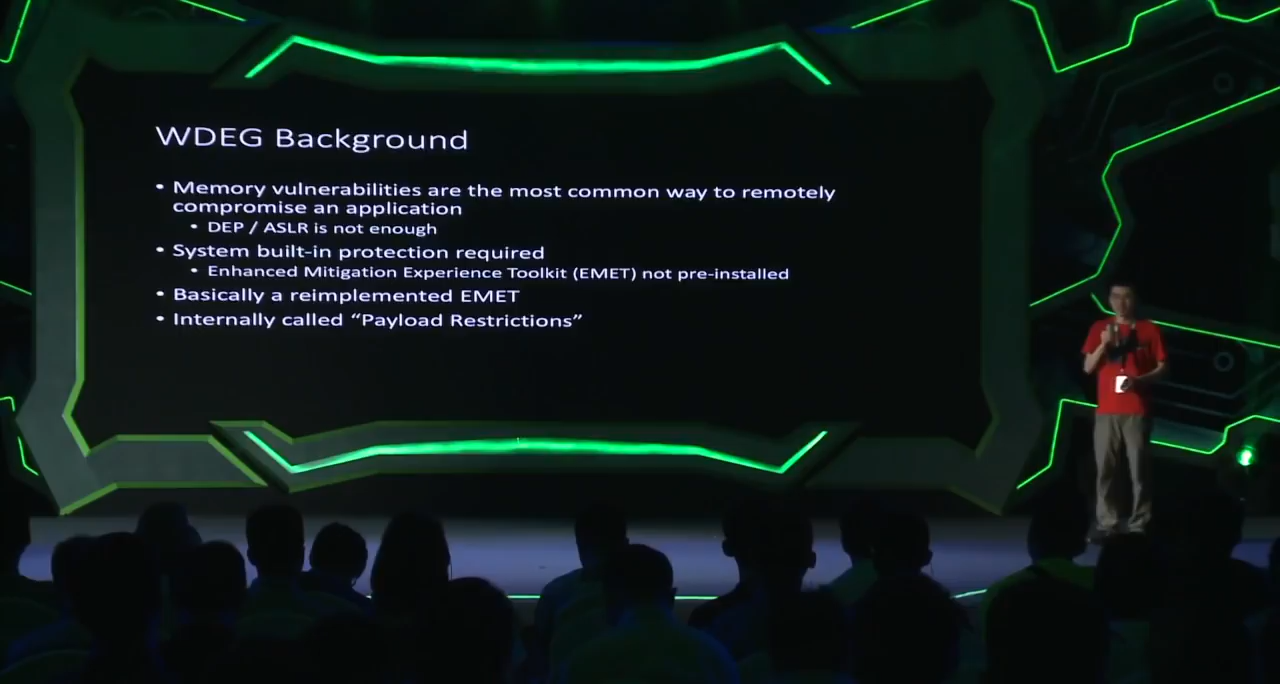 WDEG Background
• Memory vulnerabilities are the most common way to remotely
compromise an application
• DEP / ASLR is not enough
• System built-in protection required
• Enhanced Mitigation Experience Toolkit (EMET) not pre-installed
• Basically a reimplemented EMET
• Internally called “Payload Restrictions”